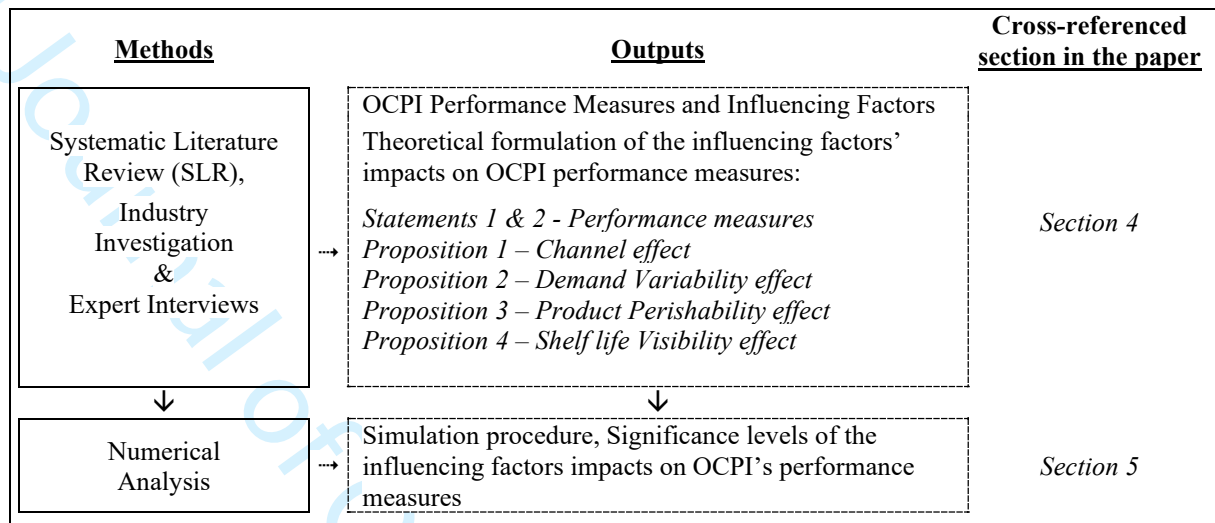 Methods
Outputs
Cross-referenced
section in the paper
Systematic Literature
Review (SLR),
Industry
Investigation
&
Expert Interviews
OCPI Performance Measures and Influencing Factors
Theoretical formulation of the influencing factors'
impacts on OCPI performance measures:
Statements 1 & 2 - Performance measures
Proposition 1 – Channel effect
Proposition 2 – Demand Variability effect
Proposition 3 – Product Perishability effect
Proposition 4 – Shelf life Visibility effect
Section 4
Numerical
Analysis
Simulation procedure, Significance levels of the
influencing factors impacts on OCPI's performance
measures
Section 5